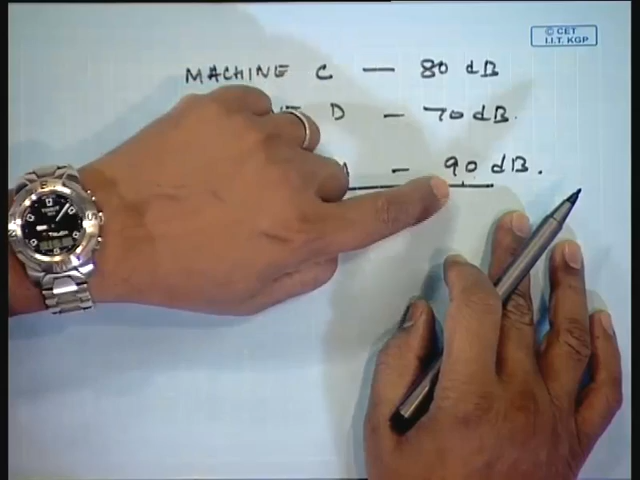 © CET
I.I.T. KGP
MACHINE C — 80 dB
D - 70 dB.
- 90 dB.